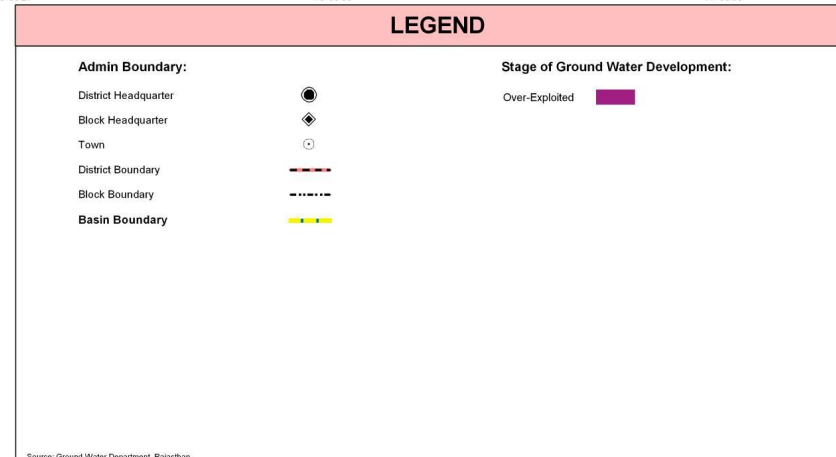 LEGEND
Admin Boundary:
District Headquarter
Block Headquarter
Town
District Boundary
Block Boundary
Basin Boundary
Stage of Ground Water Development:
Over-Exploited
Source: Ground Water Department, Rajasthan